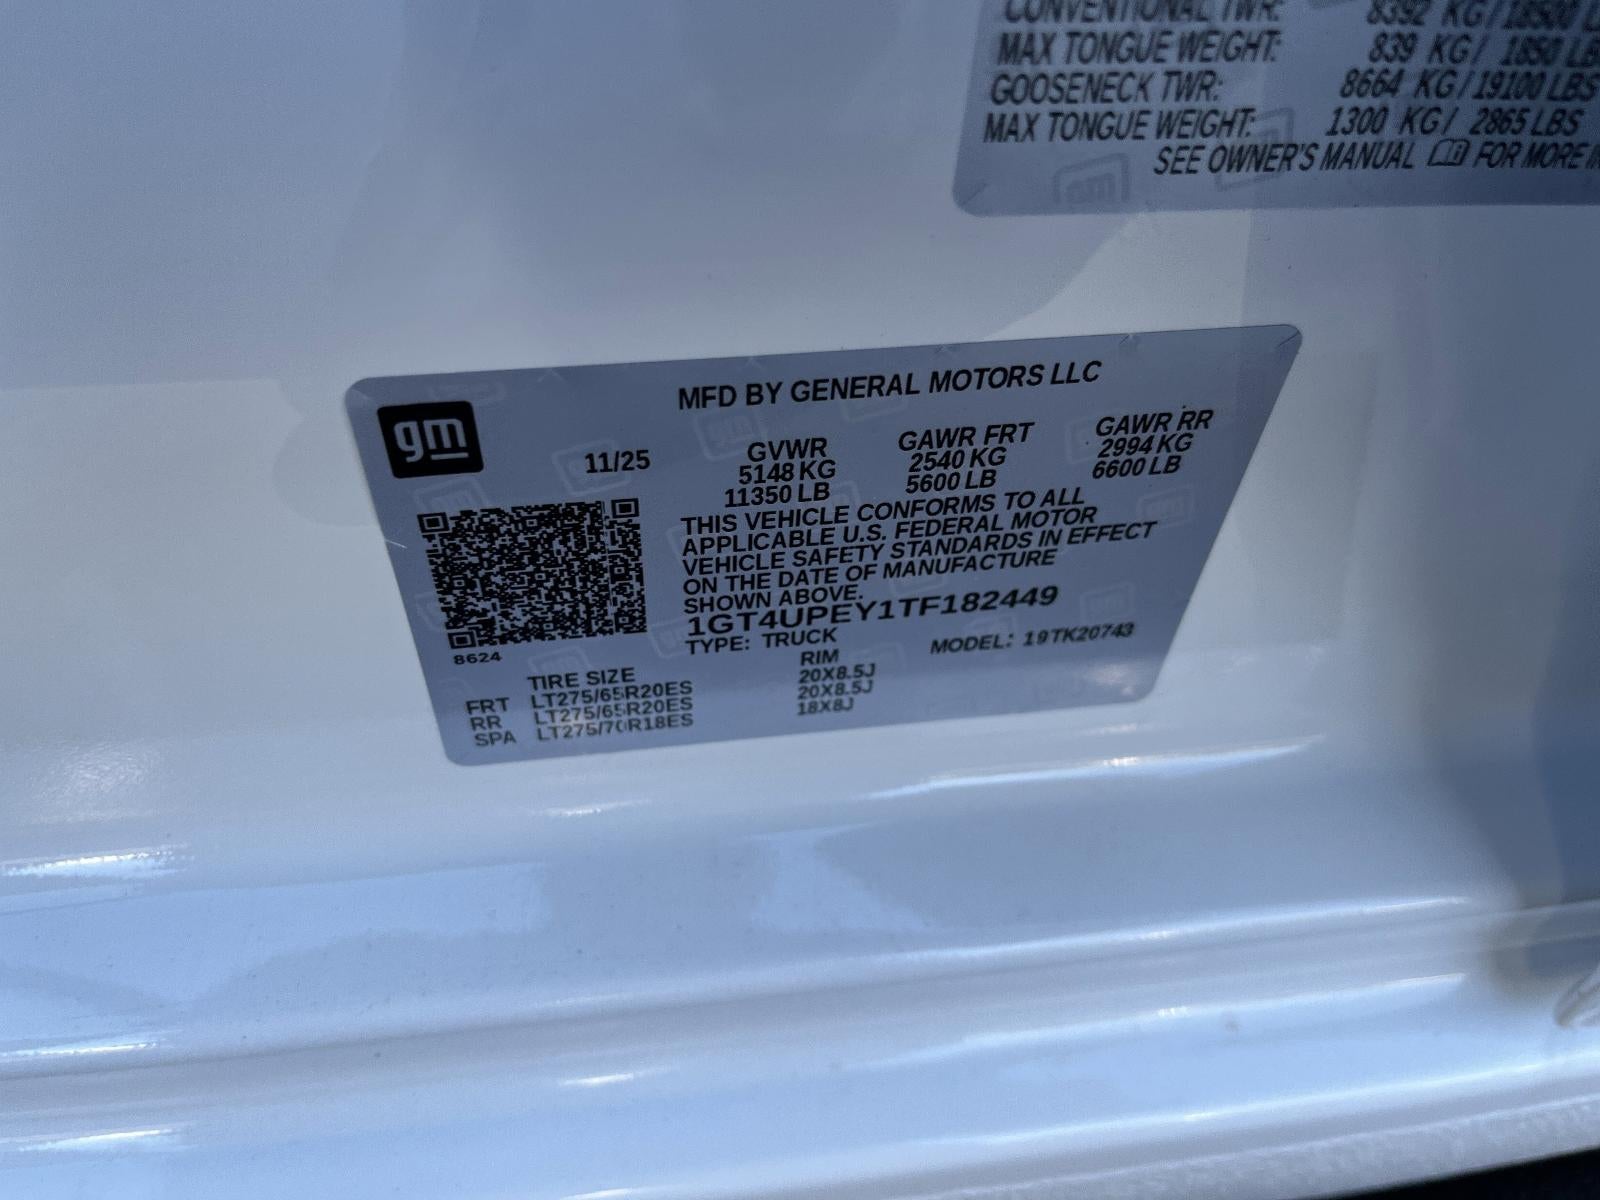 CONVENTIONAL TWR: 8392 KG/18500 L
MAX TONGUE WEIGHT: 839 KG/ 1850 LB
GOOSENECK TWR: 8664 KG/19100 LBS
MAX TONGUE WEIGHT: 1300 KG/ 2865 LBS
SEE OWNER'S MANUAL FOR MORE IN
gm
MFD BY GENERAL MOTORS LLC
11/25 GVWR GAWR FRT GAWR RR
5148 KG 2540 KG 2994 KG
11350 LB 5600 LB 6600 LB
THIS VEHICLE CONFORMS TO ALL
APPLICABLE U.S. FEDERAL MOTOR
VEHICLE SAFETY STANDARDS IN EFFECT
ON THE DATE OF MANUFACTURE
SHOWN ABOVE.
1GT4UPEY1TF182449
TYPE: TRUCK MODEL: 19TK20743
8624
TIRE SIZE RIM
FRT LT275/65R20ES 20X8.5J
RR LT275/65R20ES 20X8.5J
SPA LT275/70R18ES 18X8J